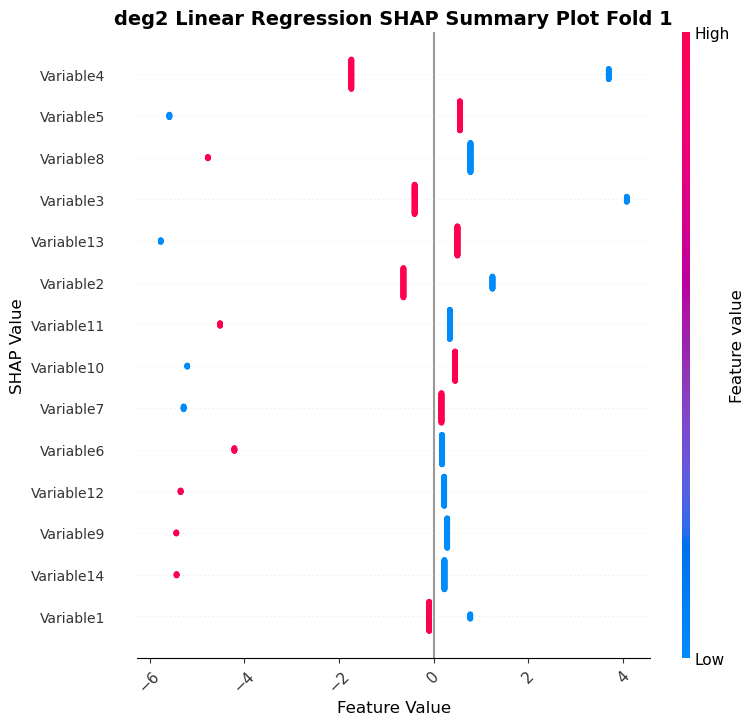 deg2 Linear Regression SHAP Summary Plot Fold 1
High
Variable4
Variable5
Variable8
Variable3
Variable13
Variable2
Variable11
Variable10
Variable7
Variable6
Variable12
Variable9
Variable14
Variable1
SHAP Value
Feature value
Low
−6
−4
−2
0
2
4
Feature Value